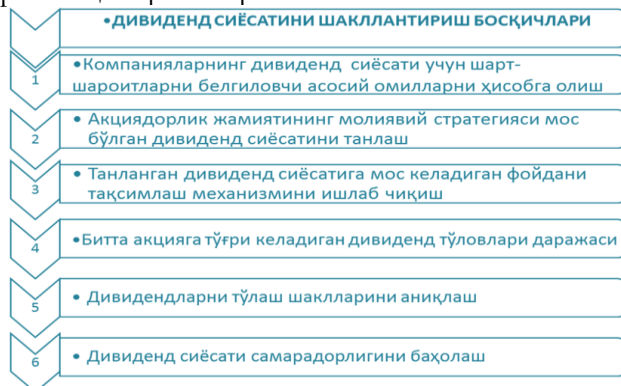 •ДИВИДЕНД СИЁСАТИНИ ШАКЛЛАНТИРИШ БОСҚИЧЛАРИ
1
•Компанияларнинг дивиденд сиёсати учун шарт-
шароитларни белгиловчи асосий омилларни ҳисобга олиш
2
• Акциядорлик жамиятининг молиявий стратегияси мос
бўлган дивиденд сиёсатини танлаш
3
• Танланган дивиденд сиёсатига мос келадиган фойдани
тақсимлаш механизмини ишлаб чиқиш
4
•Битта акцияга тўғри келадиган дивиденд тўловлари даражаси
5
• Дивидендларни тўлаш шаклларини аниқлаш
6
• Дивиденд сиёсати самарадорлигини баҳолаш